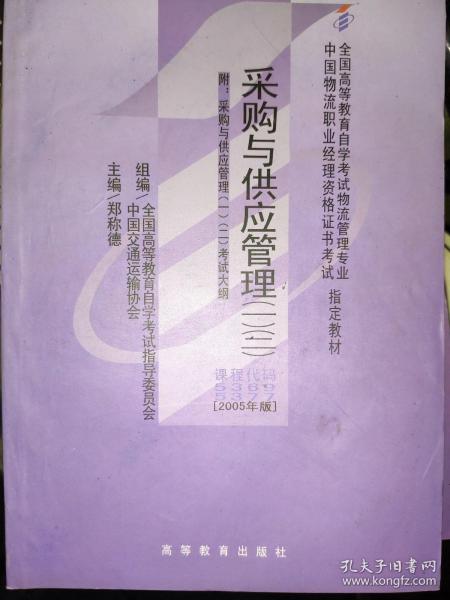 全国高等教育自学考试物流管理专业
中国物流职业经理资格证书考试
指定教材
采购与供应管理(一)(二)
附：采购与供应管理(一)(二)考试大纲
课程代码
5369
5377
[2005年版]
组编/全国高等教育自学考试指导委员会
中国交通运输协会
主编/郑称德
高等教育出版社
孔夫子旧书网
www.kongfz.com